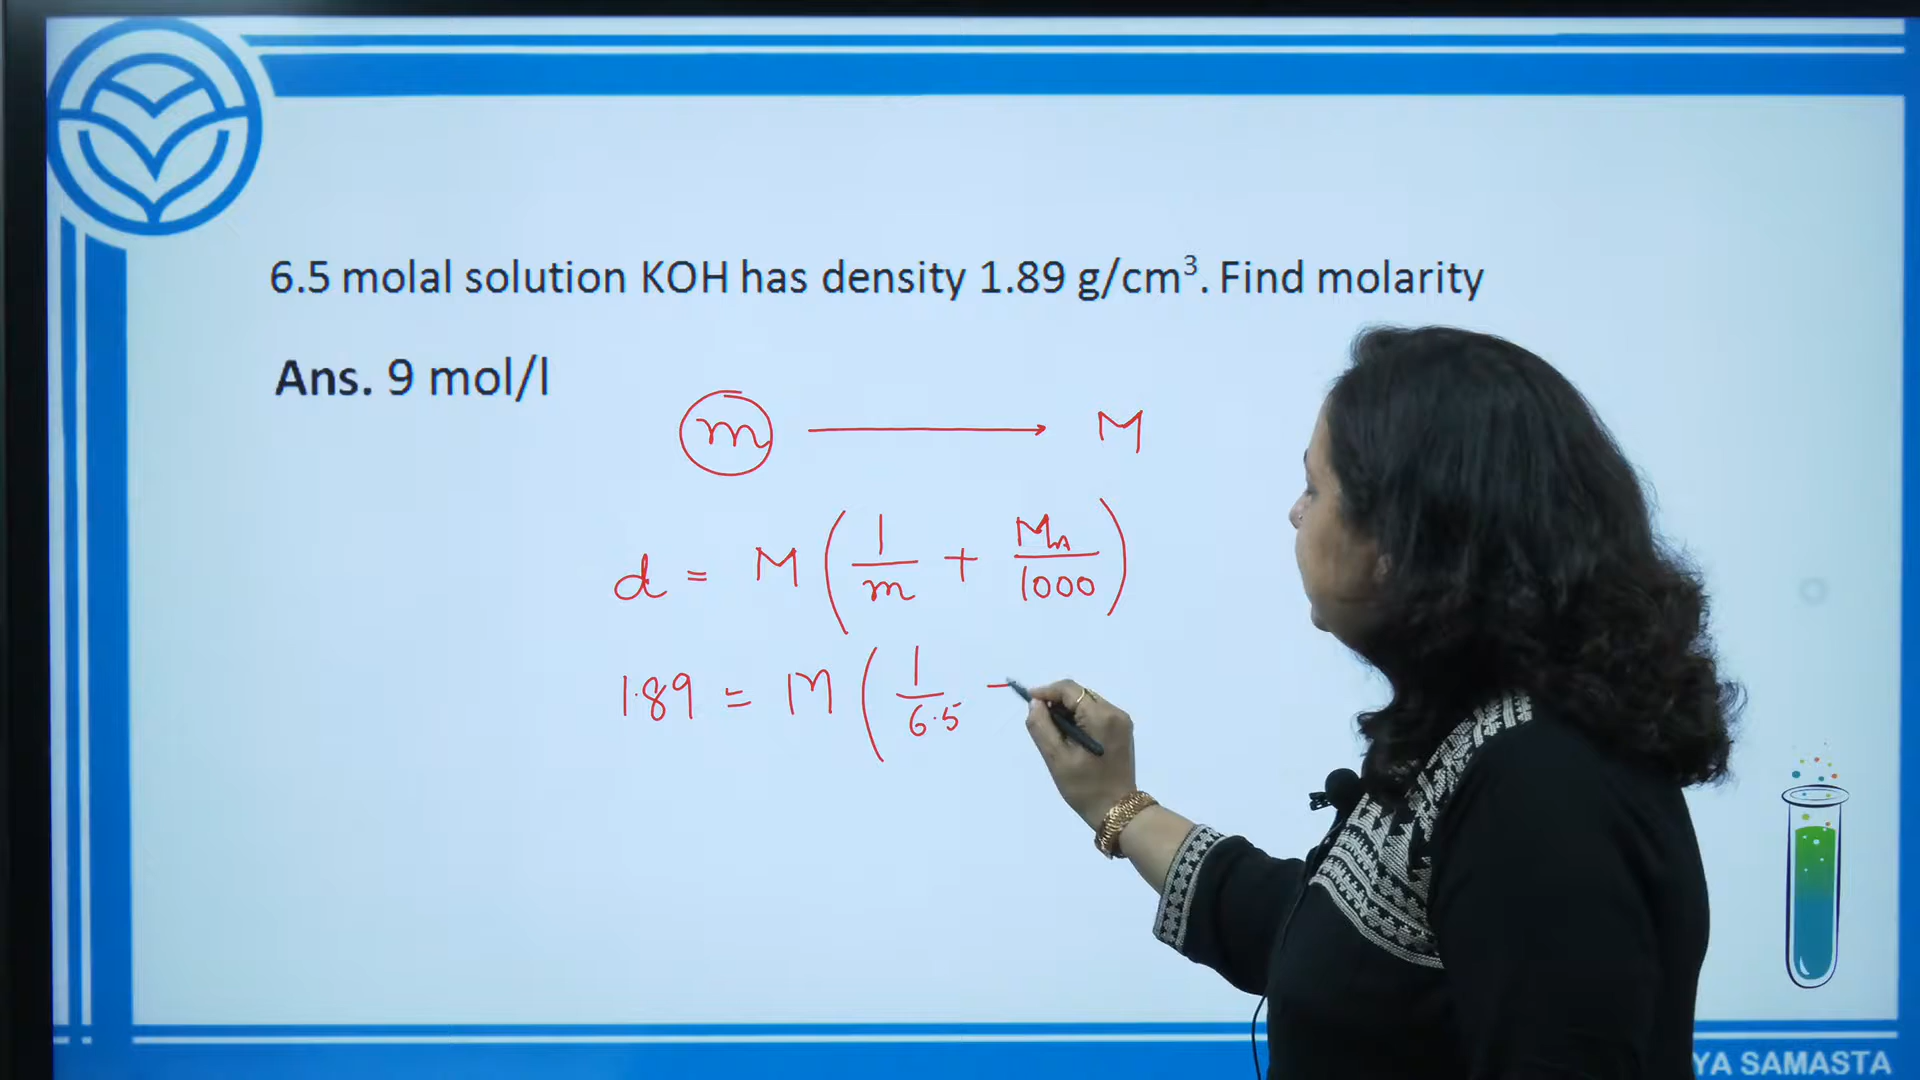 6.5 molal solution KOH has density 1.89 g/cm³. Find molarity
Ans. 9 mol/l
m → M
d = M ( 1/m + M_A/1000 )
1.89 = M ( 1/6.5
YA SAMASTA